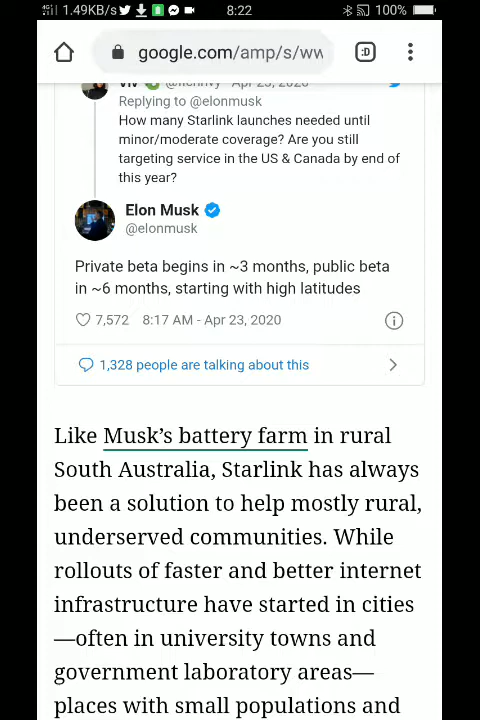 1.49KB/s 8:22 100%
google.com/amp/s/ww
Apr 23, 2020
Replying to @elonmusk
How many Starlink launches needed until
minor/moderate coverage? Are you still
targeting service in the US & Canada by end of
this year?
Elon Musk
@elonmusk
Private beta begins in ~3 months, public beta
in ~6 months, starting with high latitudes
7,572 8:17 AM - Apr 23, 2020
1,328 people are talking about this
Like Musk’s battery farm in rural
South Australia, Starlink has always
been a solution to help mostly rural,
underserved communities. While
rollouts of faster and better internet
infrastructure have started in cities
—often in university towns and
government laboratory areas—
places with small populations and